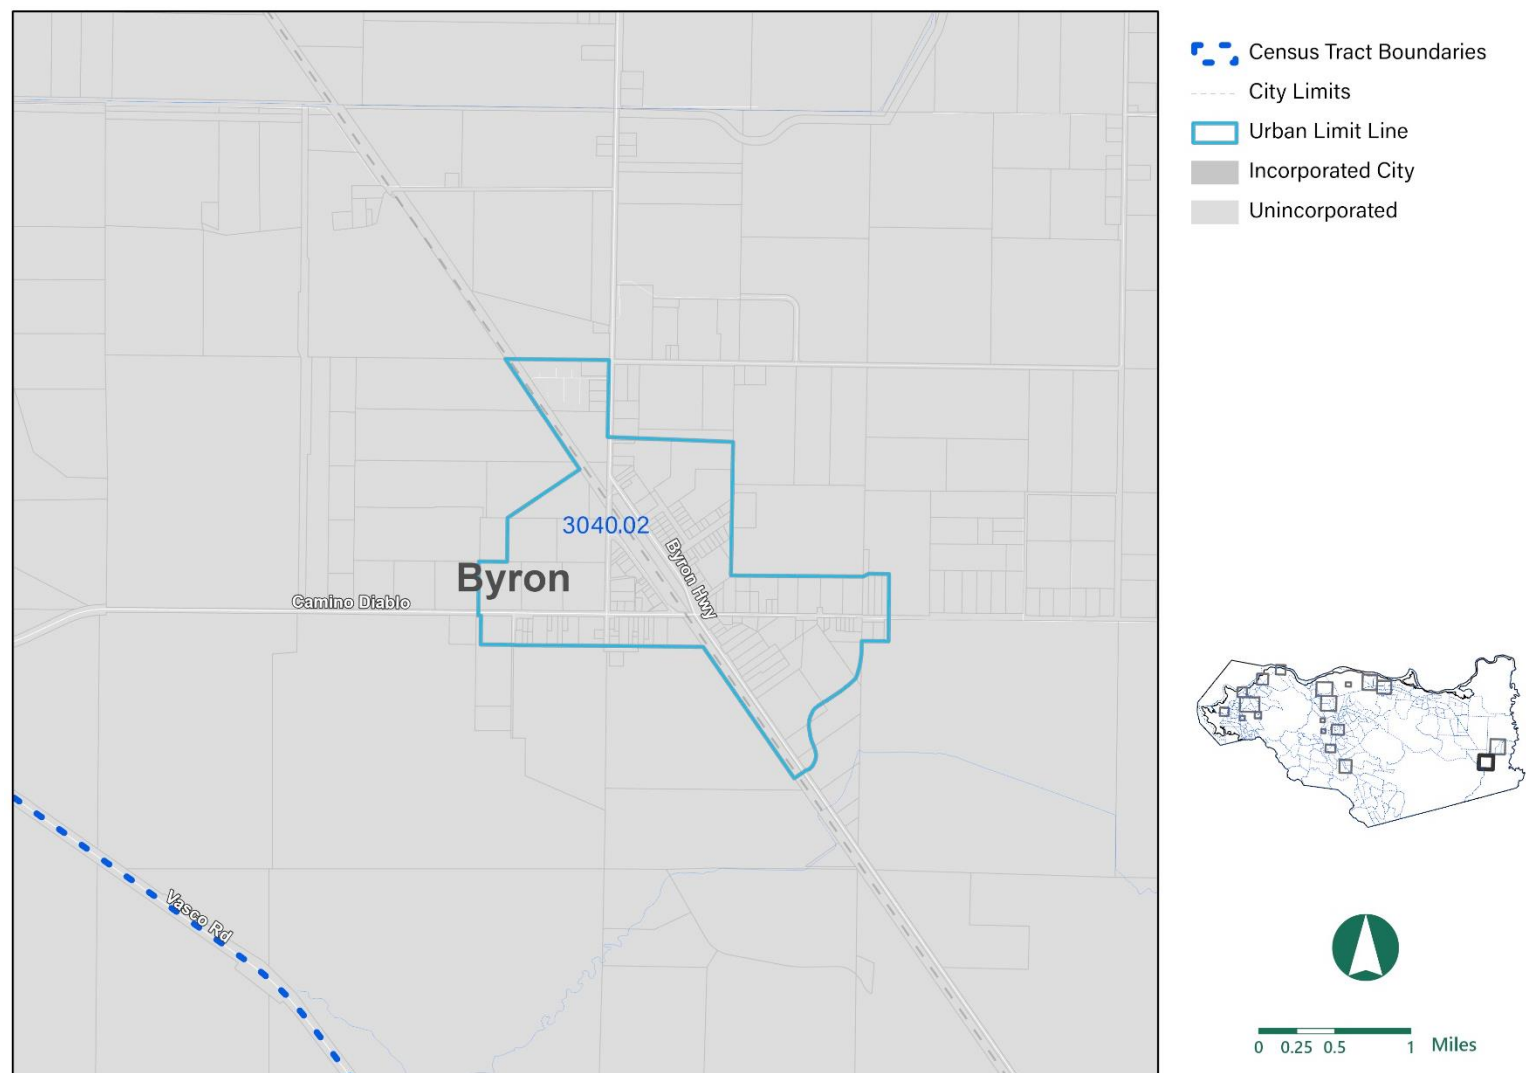 Census Tract Boundaries
City Limits
Urban Limit Line
Incorporated City
Unincorporated
3040.02
Byron
Byron Hwy
Camino Diablo
Vasco Rd
0 0.25 0.5 1 Miles